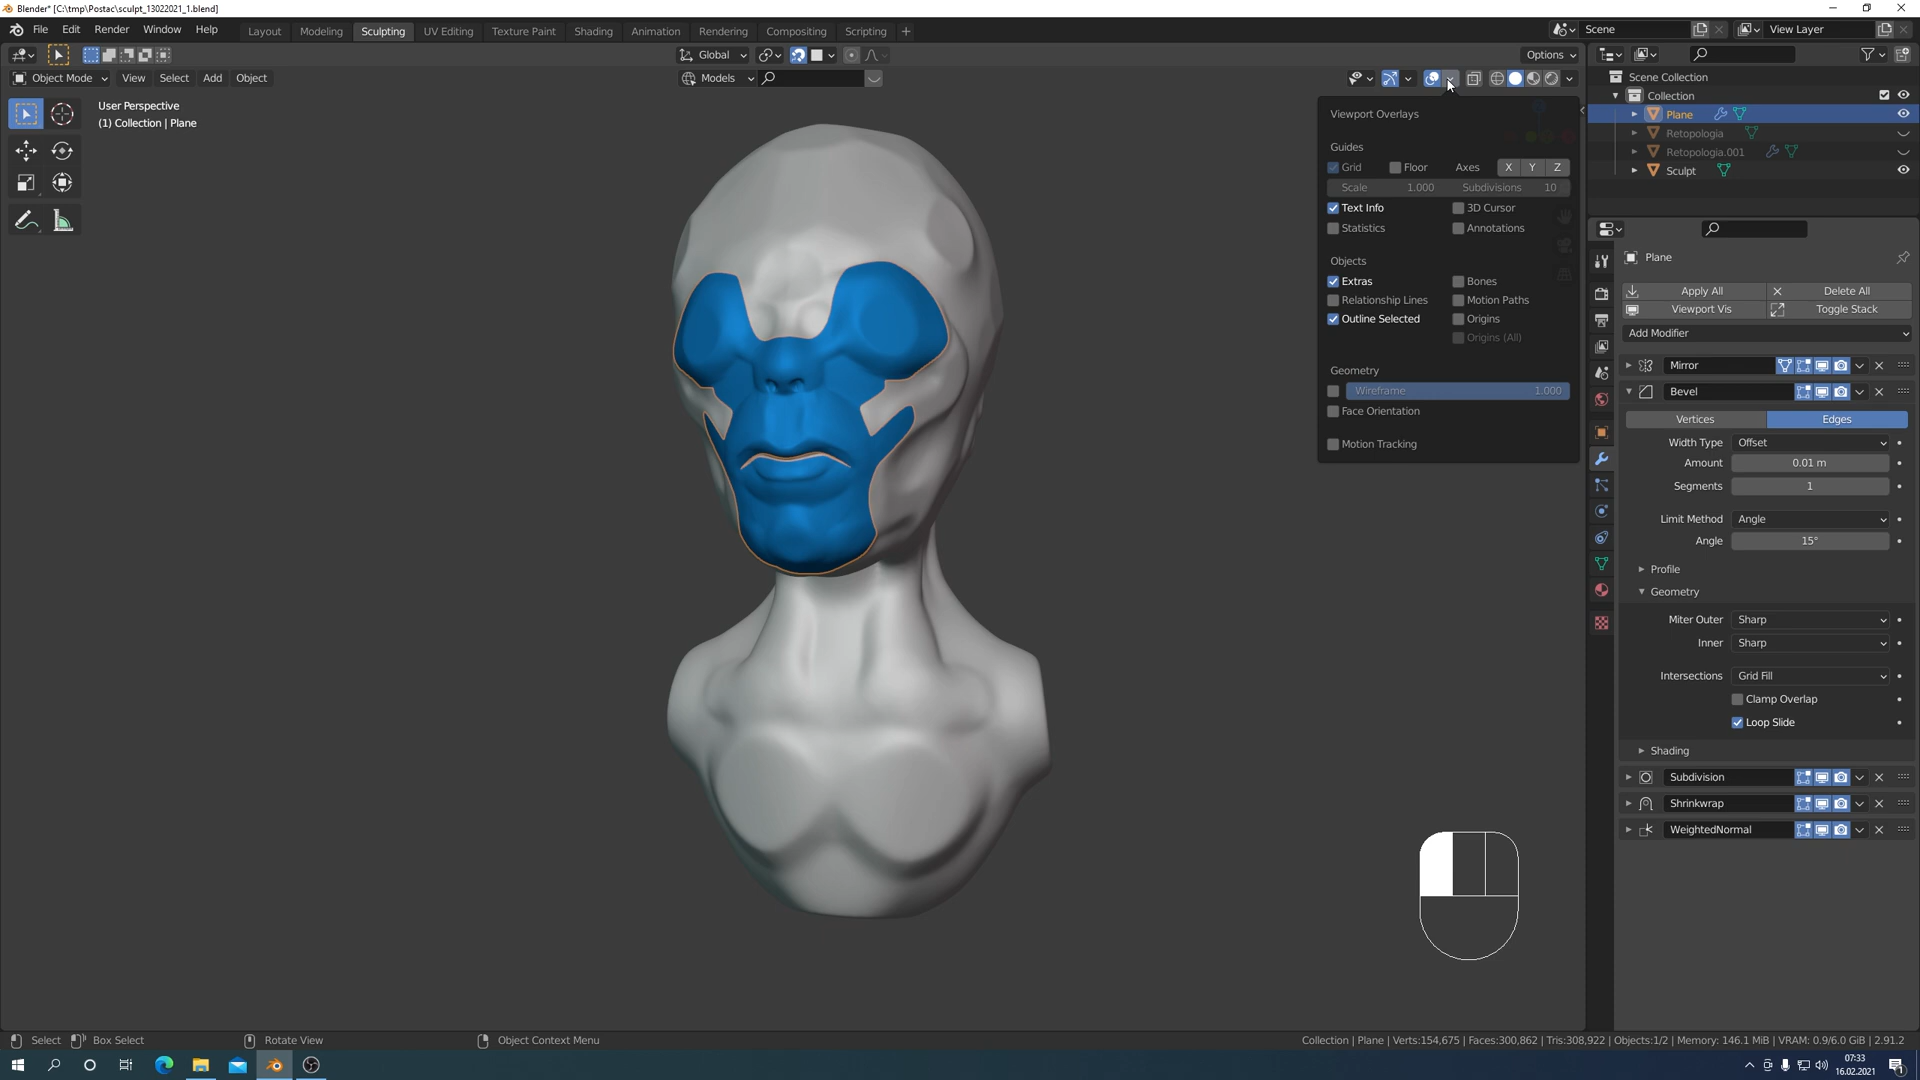 Blender* [C:\tmp\Postac\sculpt_13022021_1.blend]
File Edit Render Window Help
Layout Modeling Sculpting UV Editing Texture Paint Shading Animation Rendering Compositing Scripting +
Scene
View Layer
Global
Options
Object Mode View Select Add Object
Models
User Perspective
(1) Collection | Plane
Viewport Overlays
Guides
Grid Floor Axes X Y Z
Scale 1.000 Subdivisions 10
Text Info 3D Cursor
Statistics Annotations
Objects
Extras Bones
Relationship Lines Motion Paths
Outline Selected Origins
Origins (All)
Geometry
Wireframe 1.000
Face Orientation
Motion Tracking
Scene Collection
Collection
Plane
Retopologia
Retopologia.001
Sculpt
Plane
Apply All Delete All
Viewport Vis Toggle Stack
Add Modifier
Mirror
Bevel
Vertices Edges
Width Type Offset
Amount 0.01 m
Segments 1
Limit Method Angle
Angle 15°
Profile
Geometry
Miter Outer Sharp
Inner Sharp
Intersections Grid Fill
Clamp Overlap
Loop Slide
Shading
Subdivision
Shrinkwrap
WeightedNormal
Select Box Select Rotate View Object Context Menu
Collection | Plane | Verts:154,675 | Faces:300,862 | Tris:308,922 | Objects:1/2 | Memory: 146.1 MiB | VRAM: 0.9/6.0 GiB | 2.91.2
07:33
16.02.2021